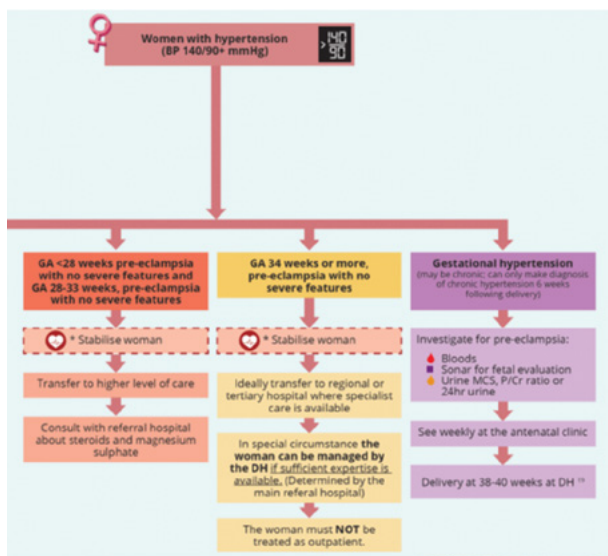 Women with hypertension
(BP 140/90+ mmHg)
>140
90
GA <28 weeks pre-eclampsia
with no severe features and
GA 28-33 weeks, pre-eclampsia
with no severe features
* Stabilise woman
Transfer to higher level of care
Consult with referral hospital
about steroids and magnesium
sulphate
GA 34 weeks or more,
pre-eclampsia with no
severe features
* Stabilise woman
Ideally transfer to regional or
tertiary hospital where specialist
care is available
In special circumstance the
woman can be managed by
the DH if sufficient expertise is
available. (Determined by the
main referal hospital)
The woman must NOT be
treated as outpatient.
Gestational hypertension
(may be chronic; can only make diagnosis
of chronic hypertension 6 weeks
following delivery)
Investigate for pre-eclampsia:
Bloods
Sonar for fetal evaluation
Urine MCS, P/Cr ratio or
24hr urine
See weekly at the antenatal clinic
Delivery at 38-40 weeks at DH